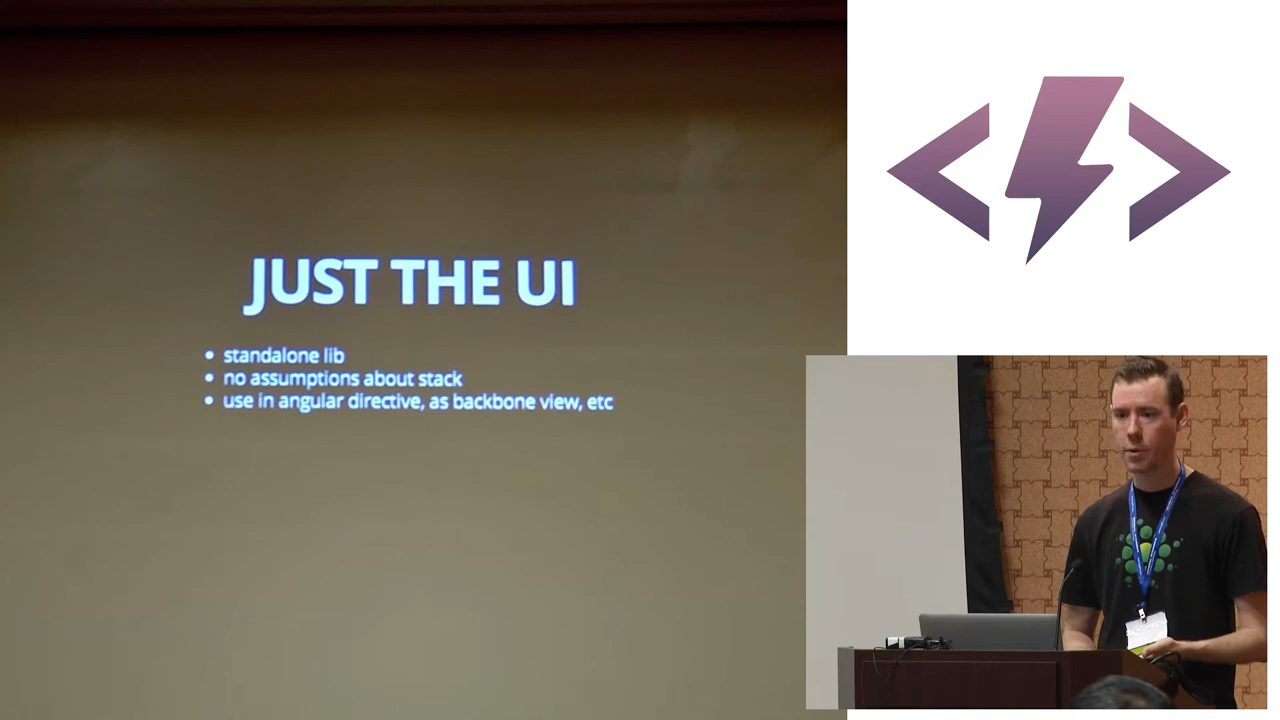 JUST THE UI
• standalone lib
• no assumptions about stack
• use in angular directive, as backbone view, etc